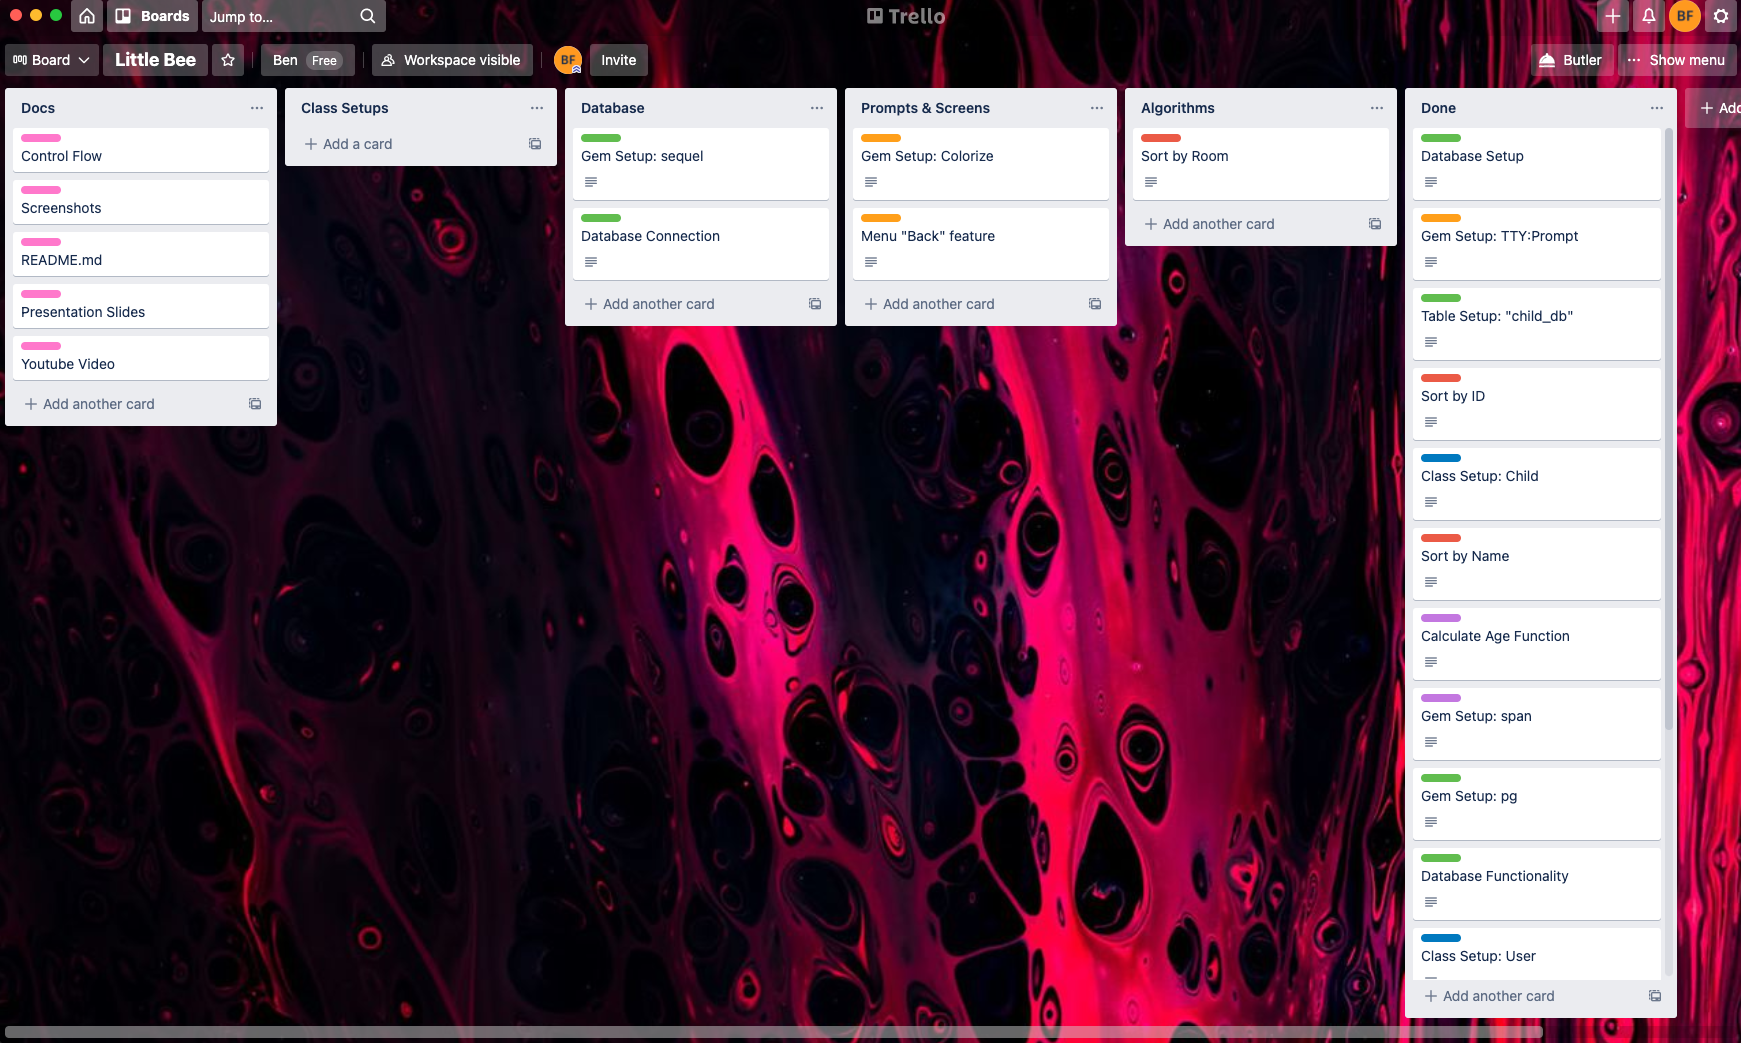 Boards
Jump to...
Trello
BF
Board
Little Bee
Ben Free
Workspace visible
BF
Invite
Butler
... Show menu
Docs
Control Flow
Screenshots
README.md
Presentation Slides
Youtube Video
+ Add another card
Class Setups
+ Add a card
Database
Gem Setup: sequel
Database Connection
+ Add another card
Prompts & Screens
Gem Setup: Colorize
Menu "Back" feature
+ Add another card
Algorithms
Sort by Room
+ Add another card
Done
Database Setup
Gem Setup: TTY:Prompt
Table Setup: "child_db"
Sort by ID
Class Setup: Child
Sort by Name
Calculate Age Function
Gem Setup: span
Gem Setup: pg
Database Functionality
Class Setup: User
+ Add another card
+ Add